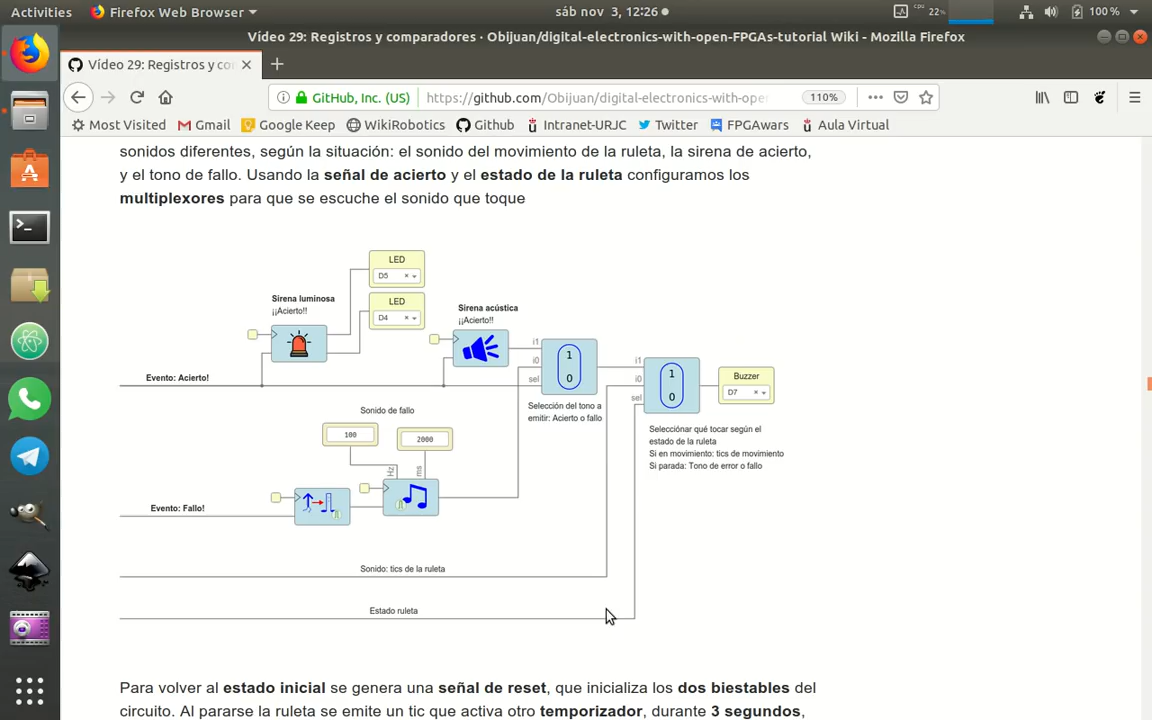 Activities Firefox Web Browser sáb nov 3, 12:26 cpu 22% 100 %
Vídeo 29: Registros y comparadores · Obijuan/digital-electronics-with-open-FPGAs-tutorial Wiki - Mozilla Firefox
Vídeo 29: Registros y co
GitHub, Inc. (US) https://github.com/Obijuan/digital-electronics-with-ope 110%
Most Visited Gmail Google Keep WikiRobotics Github Intranet-URJC Twitter FPGAwars Aula Virtual
sonidos diferentes, según la situación: el sonido del movimiento de la ruleta, la sirena de acierto,
y el tono de fallo. Usando la señal de acierto y el estado de la ruleta configuramos los
multiplexores para que se escuche el sonido que toque
LED
D5
Sirena luminosa
¡¡Acierto!!
LED
D4
Sirena acústica
¡¡Acierto!!
i1
i0
sel
1
0
i1
i0
sel
1
0
Buzzer
D7
Evento: Acierto!
Selección del tono a
emitir: Acierto o fallo
Sonido de fallo
100
2000
Hz
ms
Selecciónar qué tocar según el
estado de la ruleta
Si en movimiento: tics de movimiento
Si parada: Tono de error o fallo
Evento: Fallo!
Sonido: tics de la ruleta
Estado ruleta
Para volver al estado inicial se genera una señal de reset, que inicializa los dos biestables del
circuito. Al pararse la ruleta se emite un tic que activa otro temporizador, durante 3 segundos,